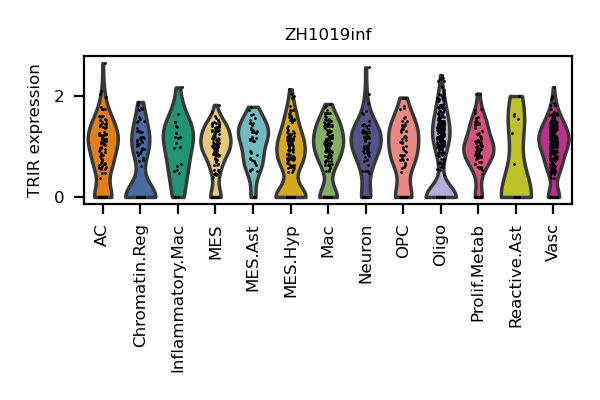 ZH1019inf
TRIR expression
2
0
AC
Chromatin.Reg
Inflammatory.Mac
MES
MES.Ast
MES.Hyp
Mac
Neuron
OPC
Oligo
Prolif.Metab
Reactive.Ast
Vasc